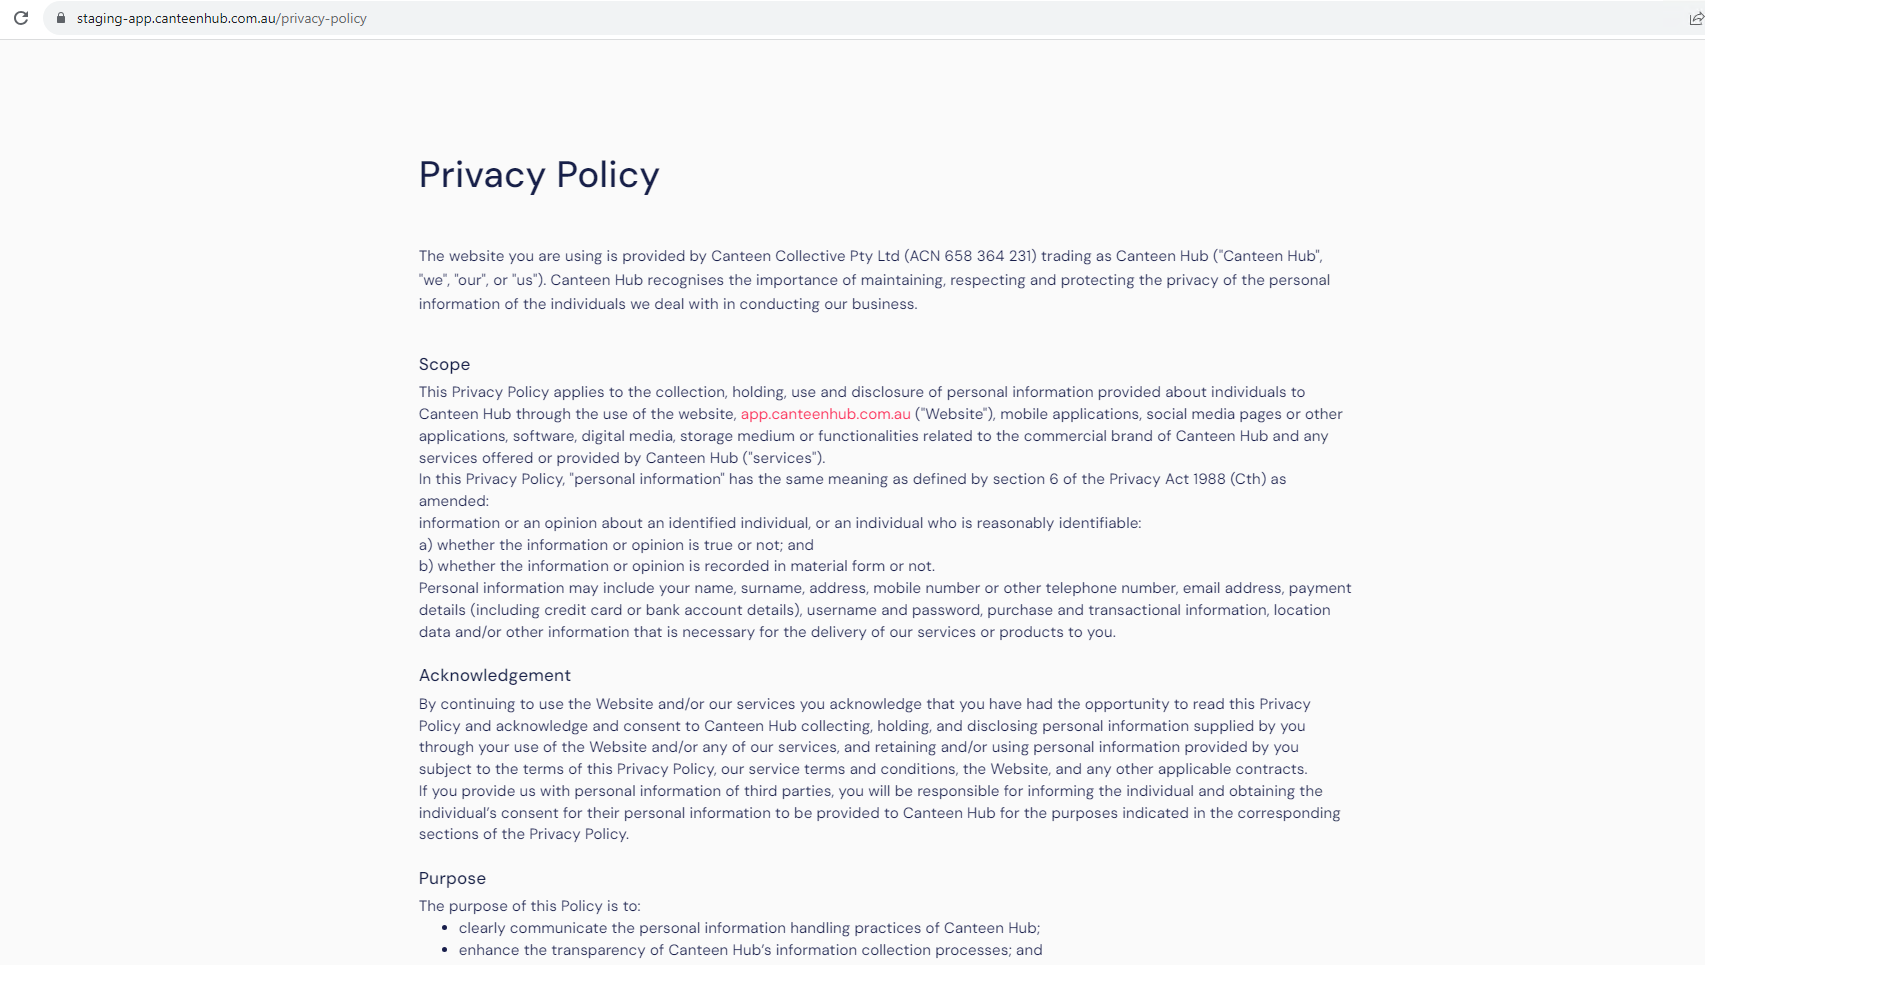 staging-app.canteenhub.com.au/privacy-policy
Privacy Policy
The website you are using is provided by Canteen Collective Pty Ltd (ACN 658 364 231) trading as Canteen Hub ("Canteen Hub",
"we", "our", or "us"). Canteen Hub recognises the importance of maintaining, respecting and protecting the privacy of the personal
information of the individuals we deal with in conducting our business.
Scope
This Privacy Policy applies to the collection, holding, use and disclosure of personal information provided about individuals to
Canteen Hub through the use of the website, app.canteenhub.com.au ("Website"), mobile applications, social media pages or other
applications, software, digital media, storage medium or functionalities related to the commercial brand of Canteen Hub and any
services offered or provided by Canteen Hub ("services").
In this Privacy Policy, "personal information" has the same meaning as defined by section 6 of the Privacy Act 1988 (Cth) as
amended:
information or an opinion about an identified individual, or an individual who is reasonably identifiable:
a) whether the information or opinion is true or not; and
b) whether the information or opinion is recorded in material form or not.
Personal information may include your name, surname, address, mobile number or other telephone number, email address, payment
details (including credit card or bank account details), username and password, purchase and transactional information, location
data and/or other information that is necessary for the delivery of our services or products to you.
Acknowledgement
By continuing to use the Website and/or our services you acknowledge that you have had the opportunity to read this Privacy
Policy and acknowledge and consent to Canteen Hub collecting, holding, and disclosing personal information supplied by you
through your use of the Website and/or any of our services, and retaining and/or using personal information provided by you
subject to the terms of this Privacy Policy, our service terms and conditions, the Website, and any other applicable contracts.
If you provide us with personal information of third parties, you will be responsible for informing the individual and obtaining the
individual’s consent for their personal information to be provided to Canteen Hub for the purposes indicated in the corresponding
sections of the Privacy Policy.
Purpose
The purpose of this Policy is to:
• clearly communicate the personal information handling practices of Canteen Hub;
• enhance the transparency of Canteen Hub’s information collection processes; and